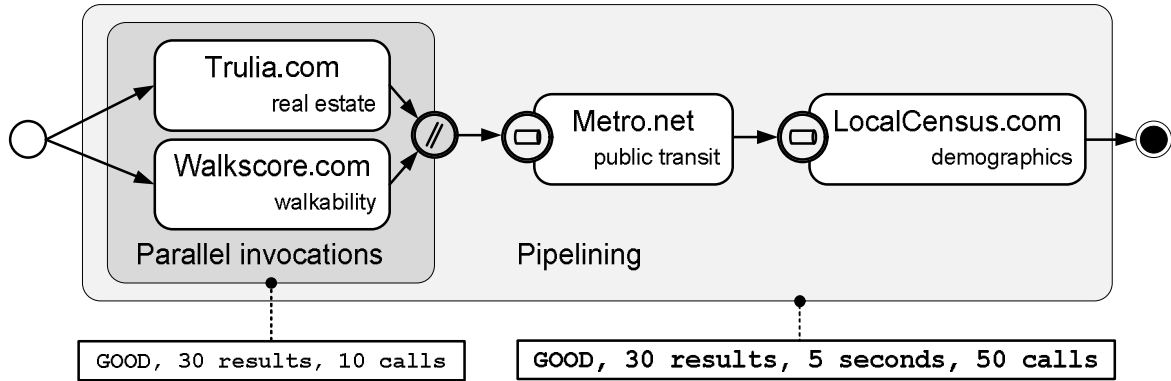 Trulia.com
real estate
Walkscore.com
walkability
Metro.net
public transit
LocalCensus.com
demographics
Parallel invocations
Pipelining
GOOD, 30 results, 10 calls
GOOD, 30 results, 5 seconds, 50 calls